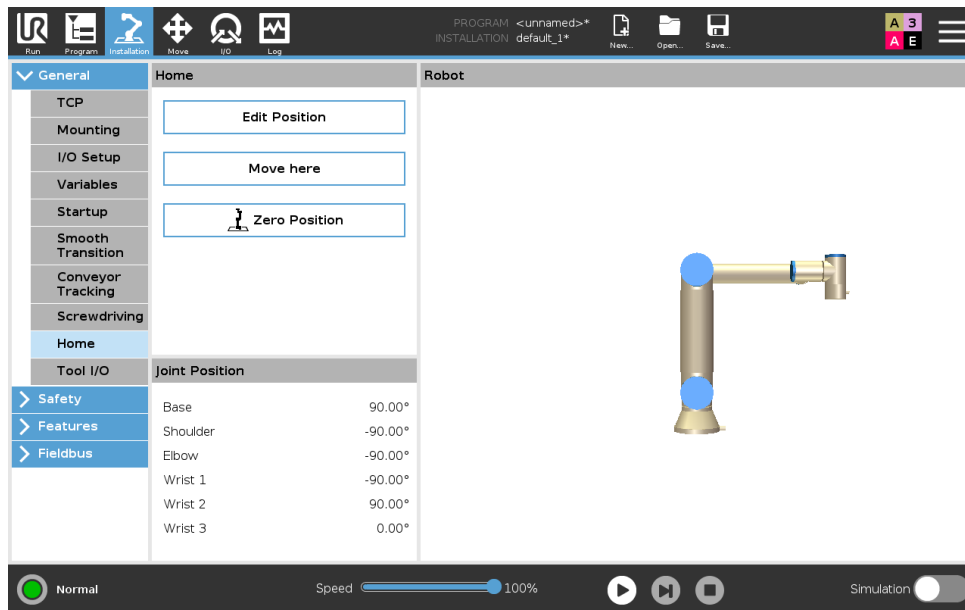 UR
Run
Program
Installation
Move
I/O
Log
PROGRAM <unnamed>*
INSTALLATION default_1*
New...
Open...
Save...
A 3
A E
General
TCP
Mounting
I/O Setup
Variables
Startup
Smooth
Transition
Conveyor
Tracking
Screwdriving
Home
Tool I/O
Safety
Features
Fieldbus
Home
Edit Position
Move here
Zero Position
Joint Position
Base 90.00°
Shoulder -90.00°
Elbow -90.00°
Wrist 1 -90.00°
Wrist 2 90.00°
Wrist 3 0.00°
Robot
Normal
Speed 100%
Simulation